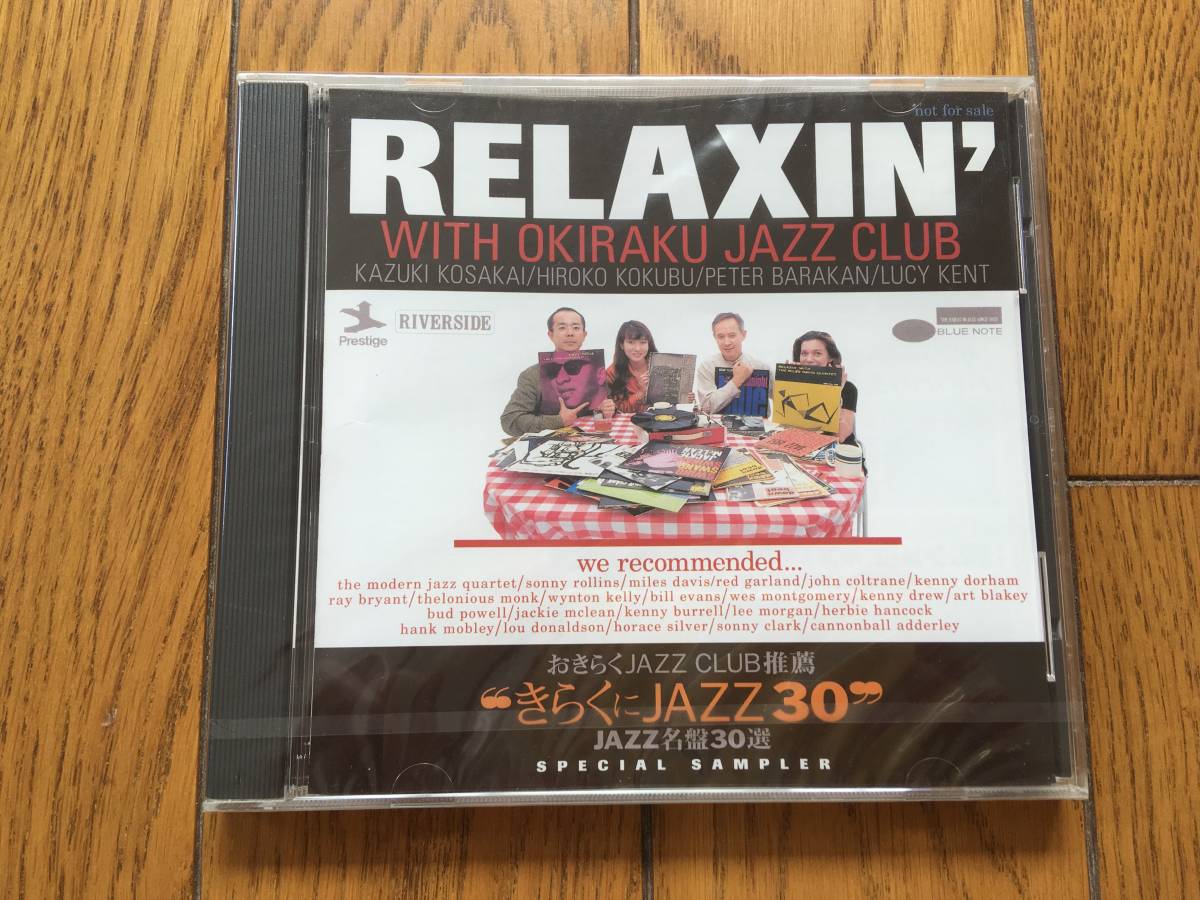 not for sale
RELAXIN'
WITH OKIRAKU JAZZ CLUB
KAZUKI KOSAKAI/HIROKO KOKUBU/PETER BARAKAN/LUCY KENT
Prestige
RIVERSIDE
BLUE NOTE
RELAXIN' WITH
we recommended...
the modern jazz quartet/sonny rollins/miles davis/red garland/john coltrane/kenny dorham
ray bryant/thelonious monk/wynton kelly/bill evans/wes montgomery/kenny drew/art blakey
bud powell/jackie mclean/kenny burrell/lee morgan/herbie hancock
hank mobley/lou donaldson/horace silver/sonny clark/cannonball adderley
おきらくJAZZ CLUB推薦
“きらくにJAZZ 30”
JAZZ名盤30選
SPECIAL SAMPLER